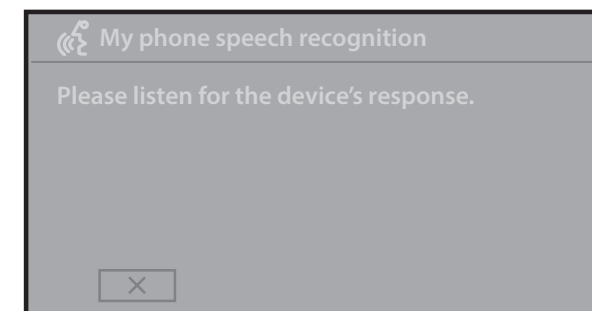 My phone speech recognition
Please listen for the device's response.